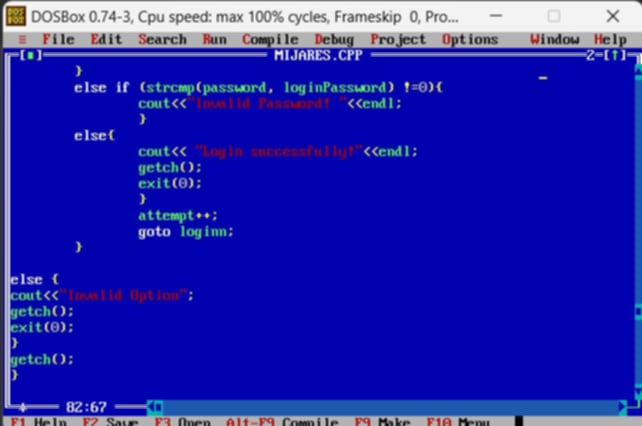 DOSBox 0.74-3, Cpu speed: max 100% cycles, Frameskip 0, Pro...
≡ File Edit Search Run Compile Debug Project Options Window Help
[■] MIJARES.CPP 2=[↑]
}
else if (strcmp(password, loginPassword) !=0){
cout<<"Invalid Password! "<<endl;
}
else{
cout<< "Login successfully!"<<endl;
getch();
exit(0);
}
attempt++;
goto loginn;
}
else {
cout<<"Invalid Option";
getch();
exit(0);
}
getch();
}
82:67
F1 Help F2 Save F3 Open Alt-F9 Compile F9 Make F10 Menu